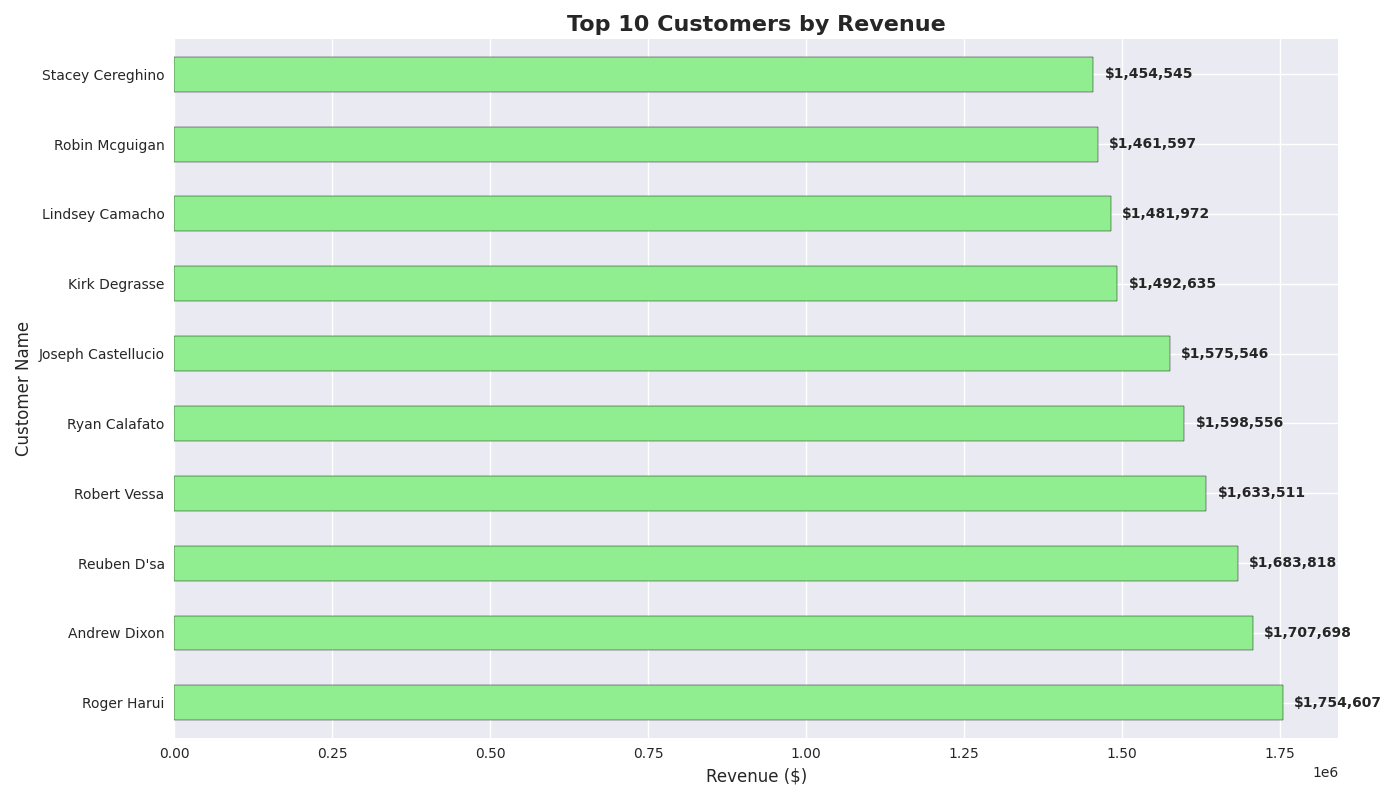 Top 10 Customers by Revenue
Customer Name
Stacey Cereghino $1,454,545
Robin Mcguigan $1,461,597
Lindsey Camacho $1,481,972
Kirk Degrasse $1,492,635
Joseph Castellucio $1,575,546
Ryan Calafato $1,598,556
Robert Vessa $1,633,511
Reuben D'sa $1,683,818
Andrew Dixon $1,707,698
Roger Harui $1,754,607
0.00 0.25 0.50 0.75 1.00 1.25 1.50 1.75
1e6
Revenue ($)